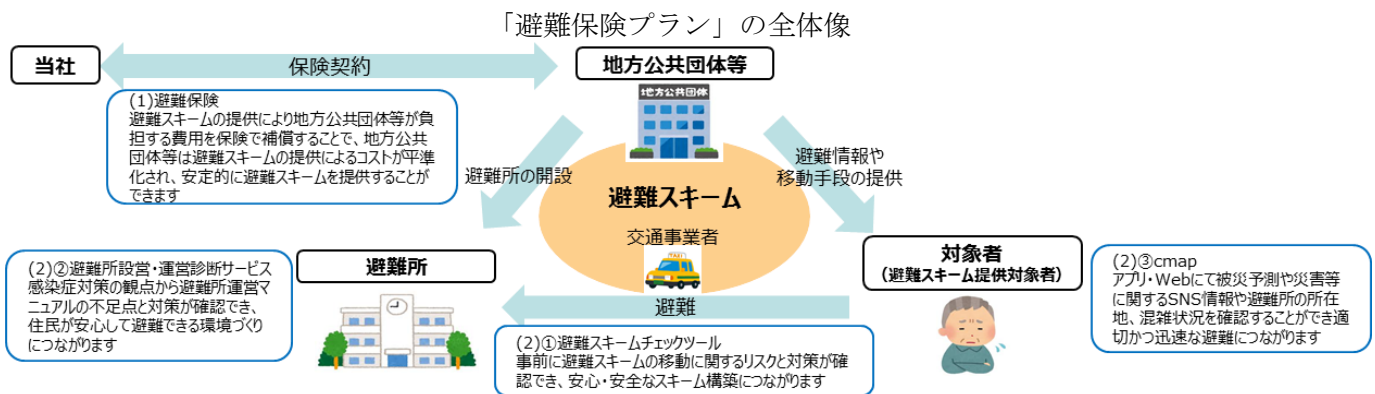 「避難保険プラン」の全体像
当社
保険契約
地方公共団体等
地方公共団体
(1)避難保険
避難スキームの提供により地方公共団体等が負
担する費用を保険で補償することで、地方公共
団体等は避難スキームの提供によるコストが平準
化され、安定的に避難スキームを提供することが
できます
避難所の開設
避難情報や
移動手段の提供
避難スキーム
交通事業者
TAXI
(2)②避難所設営・運営診断サービス
感染症対策の観点から避難所運営マ
ニュアルの不足点と対策が確認でき、
住民が安心して避難できる環境づくり
につながります
避難所
避難
対象者
(避難スキーム提供対象者)
(2)①避難スキームチェックツール
事前に避難スキームの移動に関するリスクと対策が確
認でき、安心・安全なスキーム構築につながります
(2)③cmap
アプリ・Webにて被災予測や災害等
に関するSNS情報や避難所の所在
地、混雑状況を確認することができ適
切かつ迅速な避難につながります